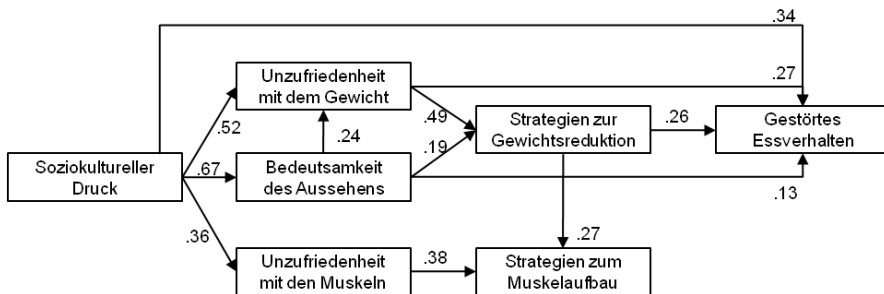 .34
Unzufriedenheit
mit dem Gewicht
.27
.52
.49
.24
Strategien zur
Gewichtsreduktion
.26
Gestörtes
Essverhalten
.19
Soziokultureller
Druck
.67
Bedeutsamkeit
des Aussehens
.13
.36
.27
Unzufriedenheit
mit den Muskeln
.38
Strategien zum
Muskelaufbau